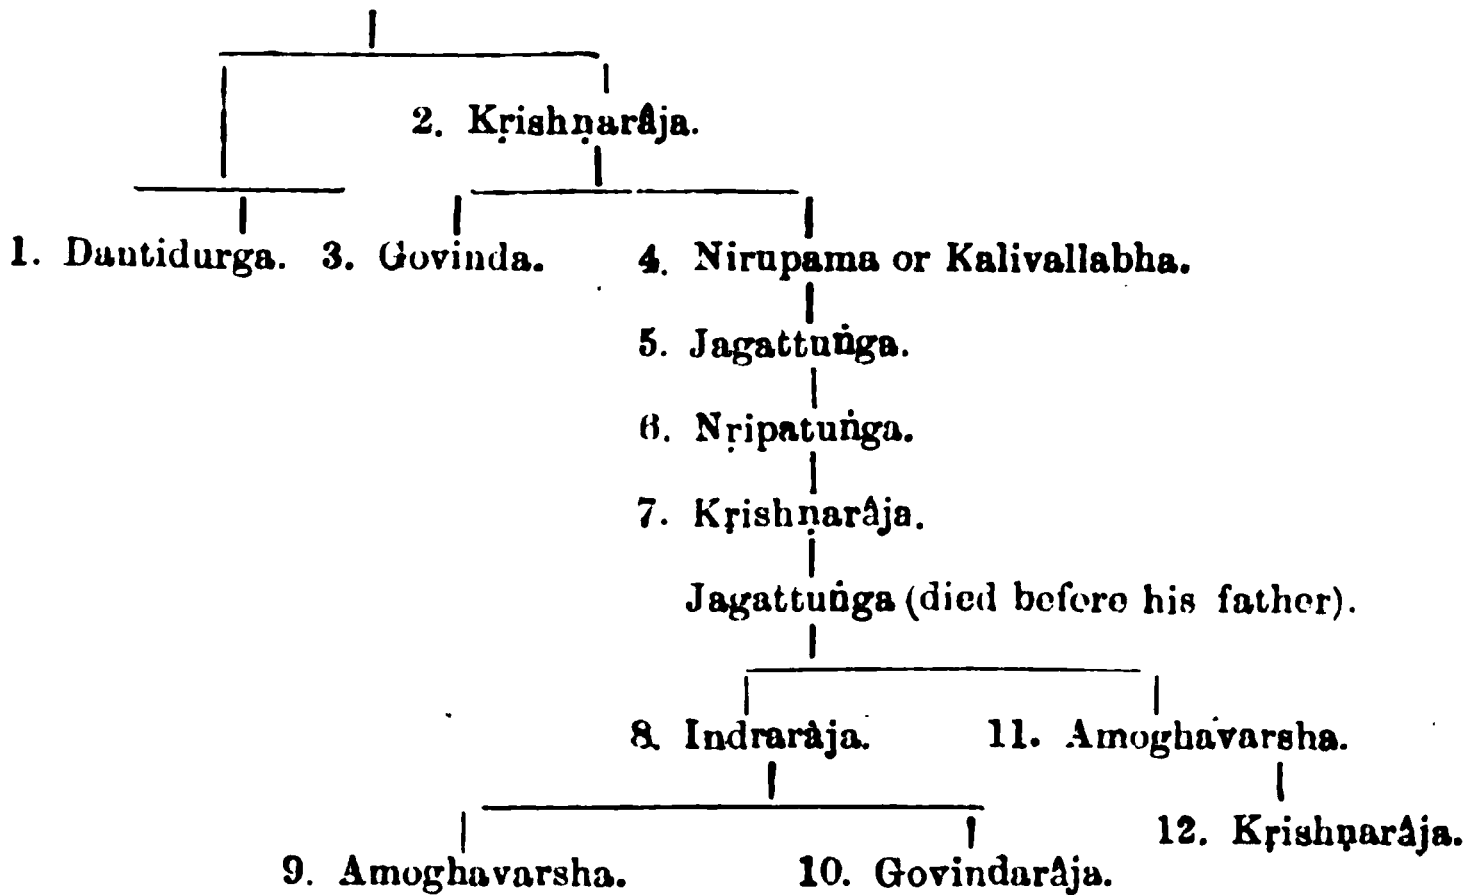 2. Kṛishṇarâja.
1. Dantidurga. 3. Govinda. 4. Nirupama or Kalivallabha.
5. Jagattuṅga.
6. Nṛipatuṅga.
7. Kṛishṇarâja.
Jagattuṅga (died before his father).
8. Indrarâja. 11. Amoghavarsha.
12. Kṛishṇarâja.
9. Amoghavarsha. 10. Govindarâja.